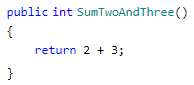 public int SumTwoAndThree()
{
    return 2 + 3;
}